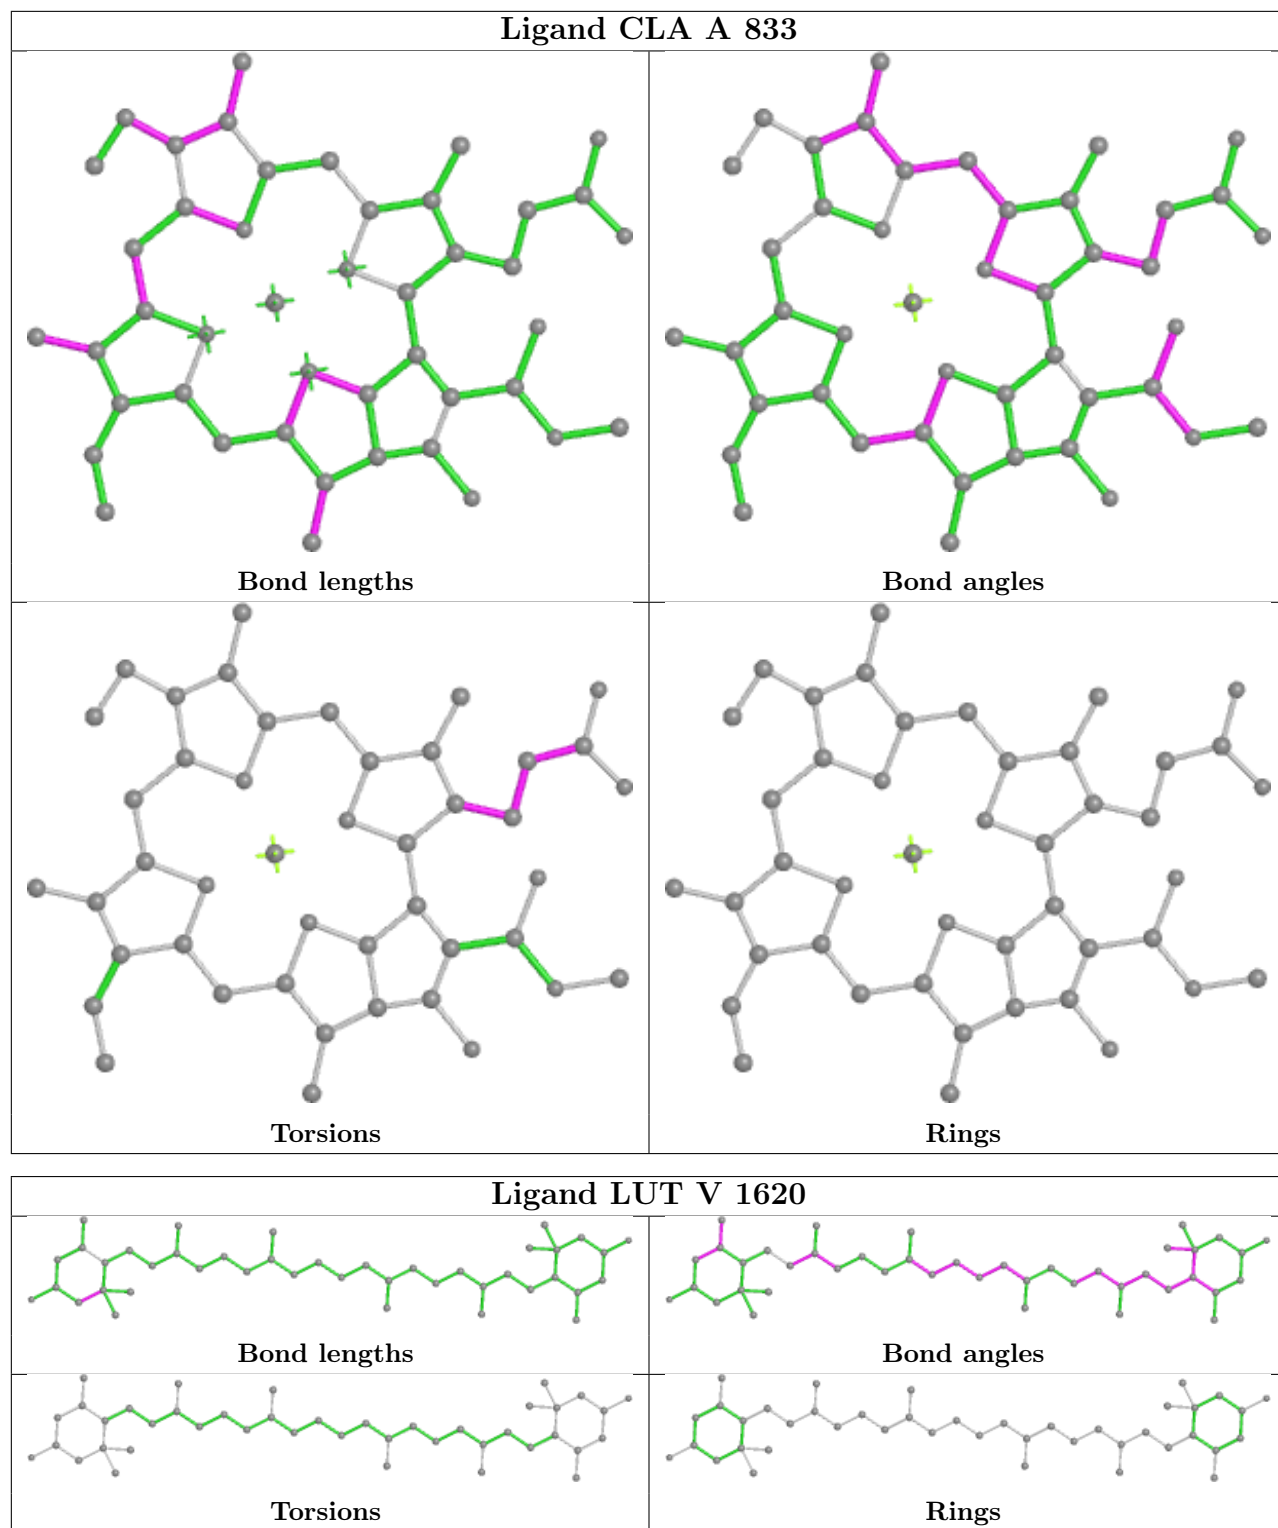 Ligand CLA A 833
Bond lengths
Bond angles
Torsions
Rings
Ligand LUT V 1620
Bond lengths
Bond angles
Torsions
Rings